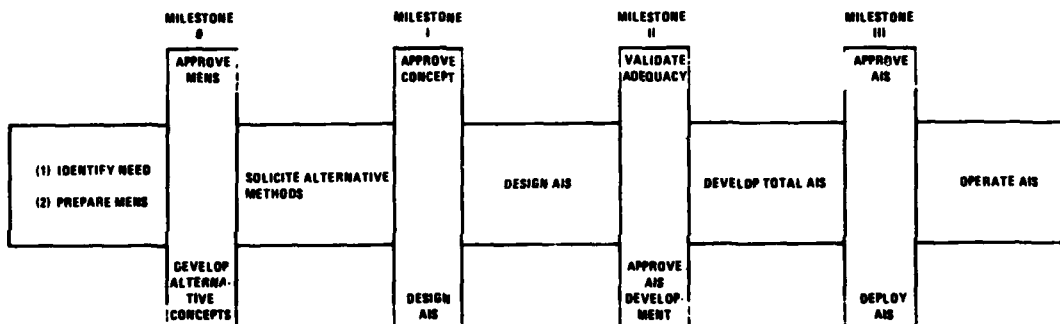 MILESTONE
0
MILESTONE
I
MILESTONE
II
MILESTONE
III
APPROVE
MENS
APPROVE
CONCEPT
VALIDATE
ADEQUACY
APPROVE
AIS
(1) IDENTIFY NEED
(2) PREPARE MENS
SOLICITE ALTERNATIVE
METHODS
DESIGN AIS
DEVELOP TOTAL AIS
OPERATE AIS
DEVELOP
ALTERNA-
TIVE
CONCEPTS
DESIGN
AIS
APPROVE
AIS
DEVELOP-
MENT
DEPLOY
AIS